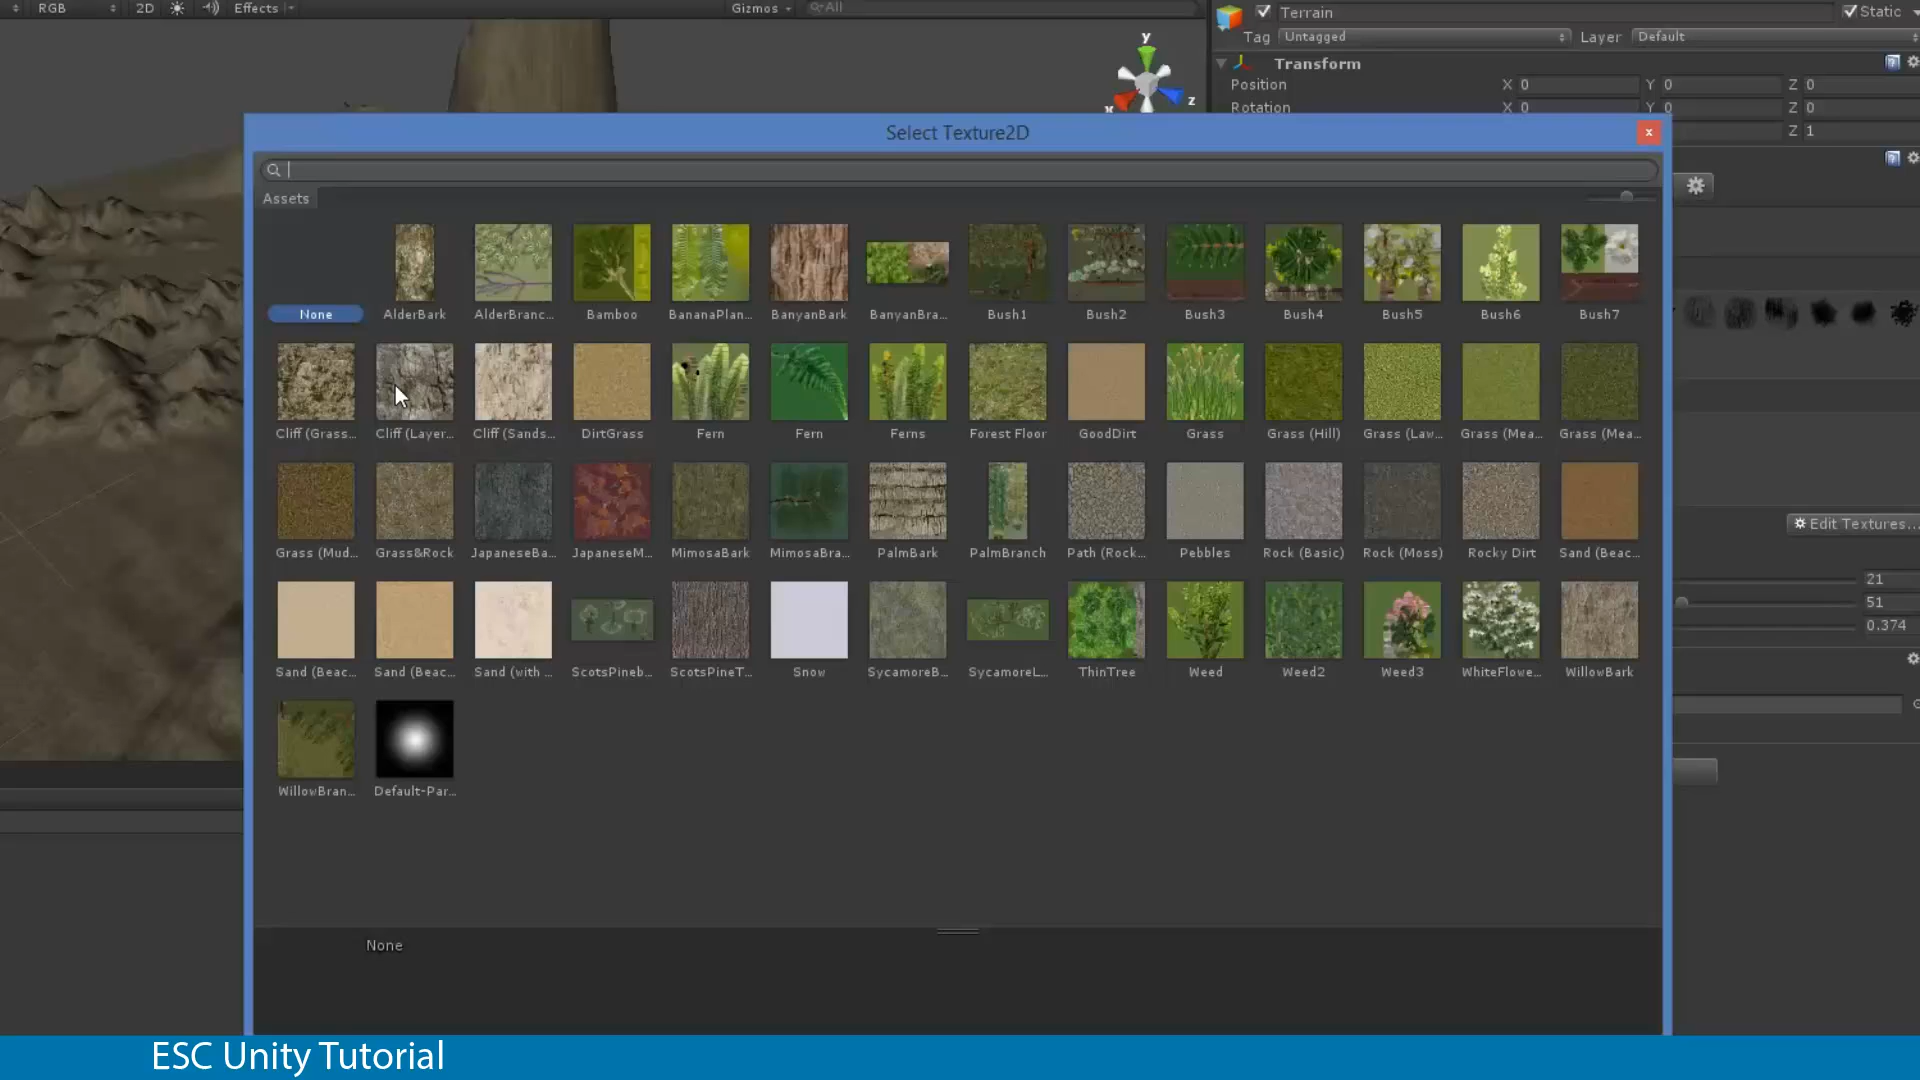 RGB 2D Effects Gizmos All
Terrain Static
Tag Untagged Layer Default
Transform
Position X 0 Y 0 Z 0
Rotation X 0 Y 0 Z 0
Z 1
Select Texture2D
Assets
None AlderBark AlderBranc... Bamboo BananaPlan... BanyanBark BanyanBra... Bush1 Bush2 Bush3 Bush4 Bush5 Bush6 Bush7
Cliff (Grass... Cliff (Layer... Cliff (Sands... DirtGrass Fern Fern Ferns Forest Floor GoodDirt Grass Grass (Hill) Grass (Law... Grass (Mea... Grass (Mea...
Grass (Mud... Grass&Rock JapaneseBa... JapaneseM... MimosaBark MimosaBra... PalmBark PalmBranch Path (Rock... Pebbles Rock (Basic) Rock (Moss) Rocky Dirt Sand (Beac...
Edit Textures...
21
51
0.374
Sand (Beac... Sand (Beac... Sand (with ... ScotsPineb... ScotsPineT... Snow SycamoreB... SycamoreL... ThinTree Weed Weed2 Weed3 WhiteFlowe... WillowBark
WillowBran... Default-Par...
None
ESC Unity Tutorial